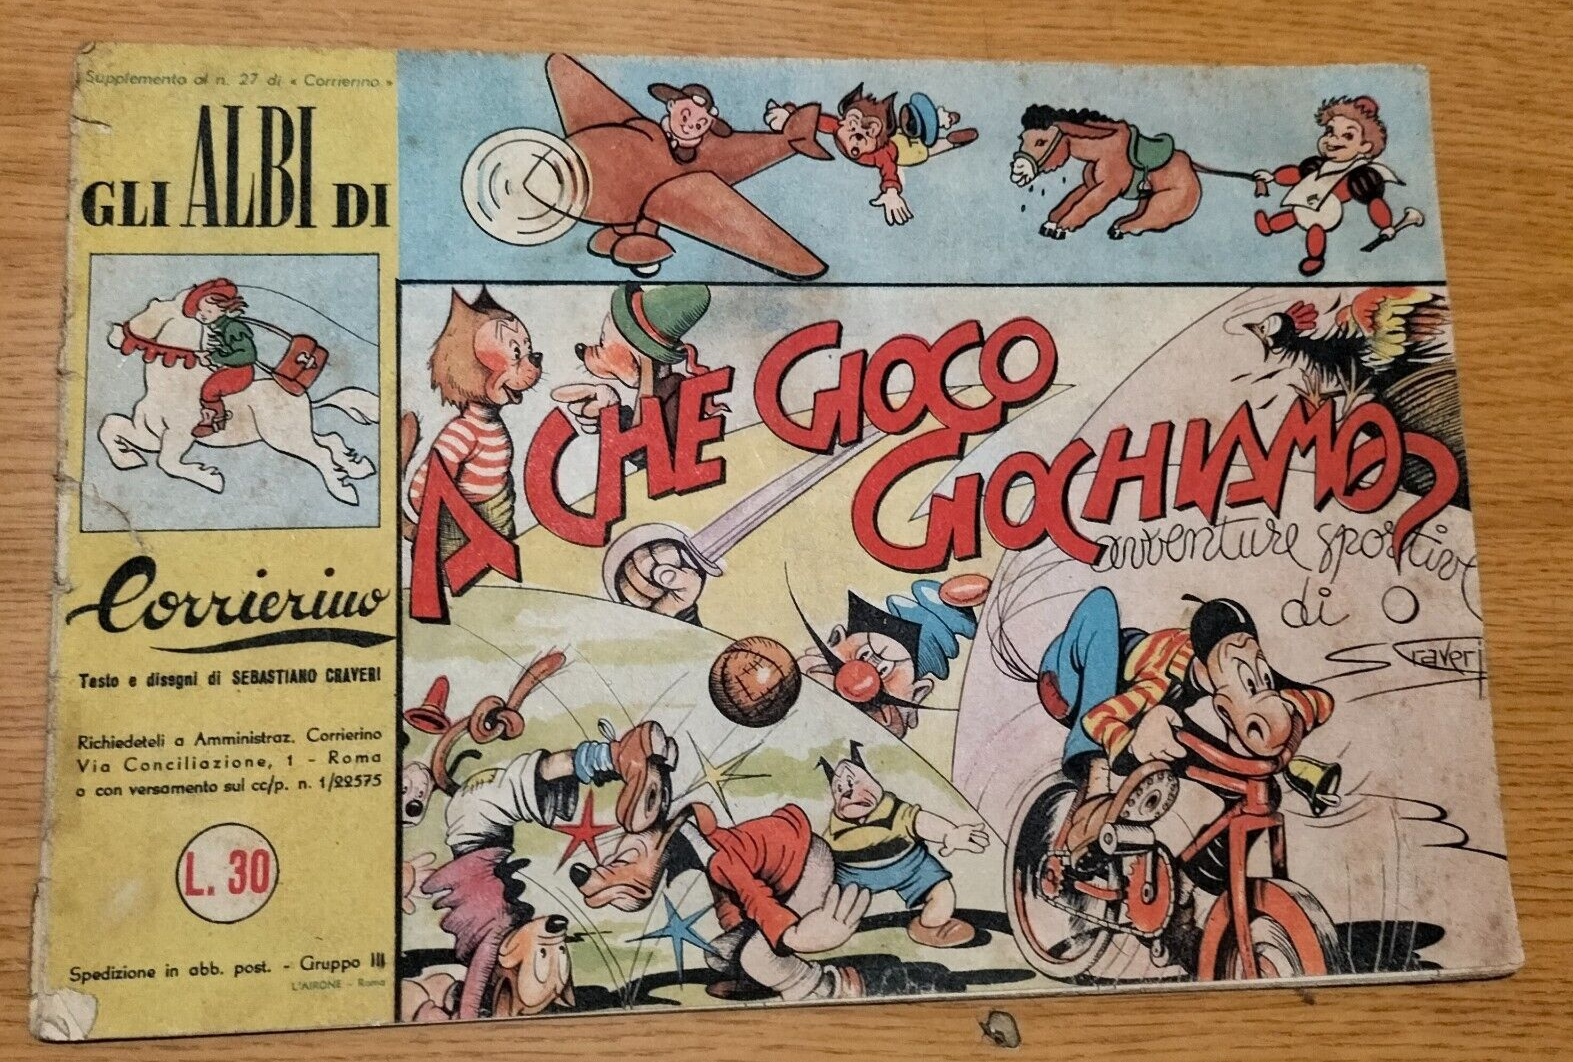 Supplemento al n. 27 di « Corrierino »
GLI ALBI DI
Corrierino
Testo e disegni di SEBASTIANO CRAVERI
Richiedeteli a Amministraz. Corrierino
Via Conciliazione, 1 - Roma
o con versamento sul cc/p. n. 1/22575
L. 30
Spedizione in abb. post. - Gruppo III
L'AIRONE - Roma
A CHE GIOCO
GIOCHIAMO?
avventure sportive
di
S Craveri